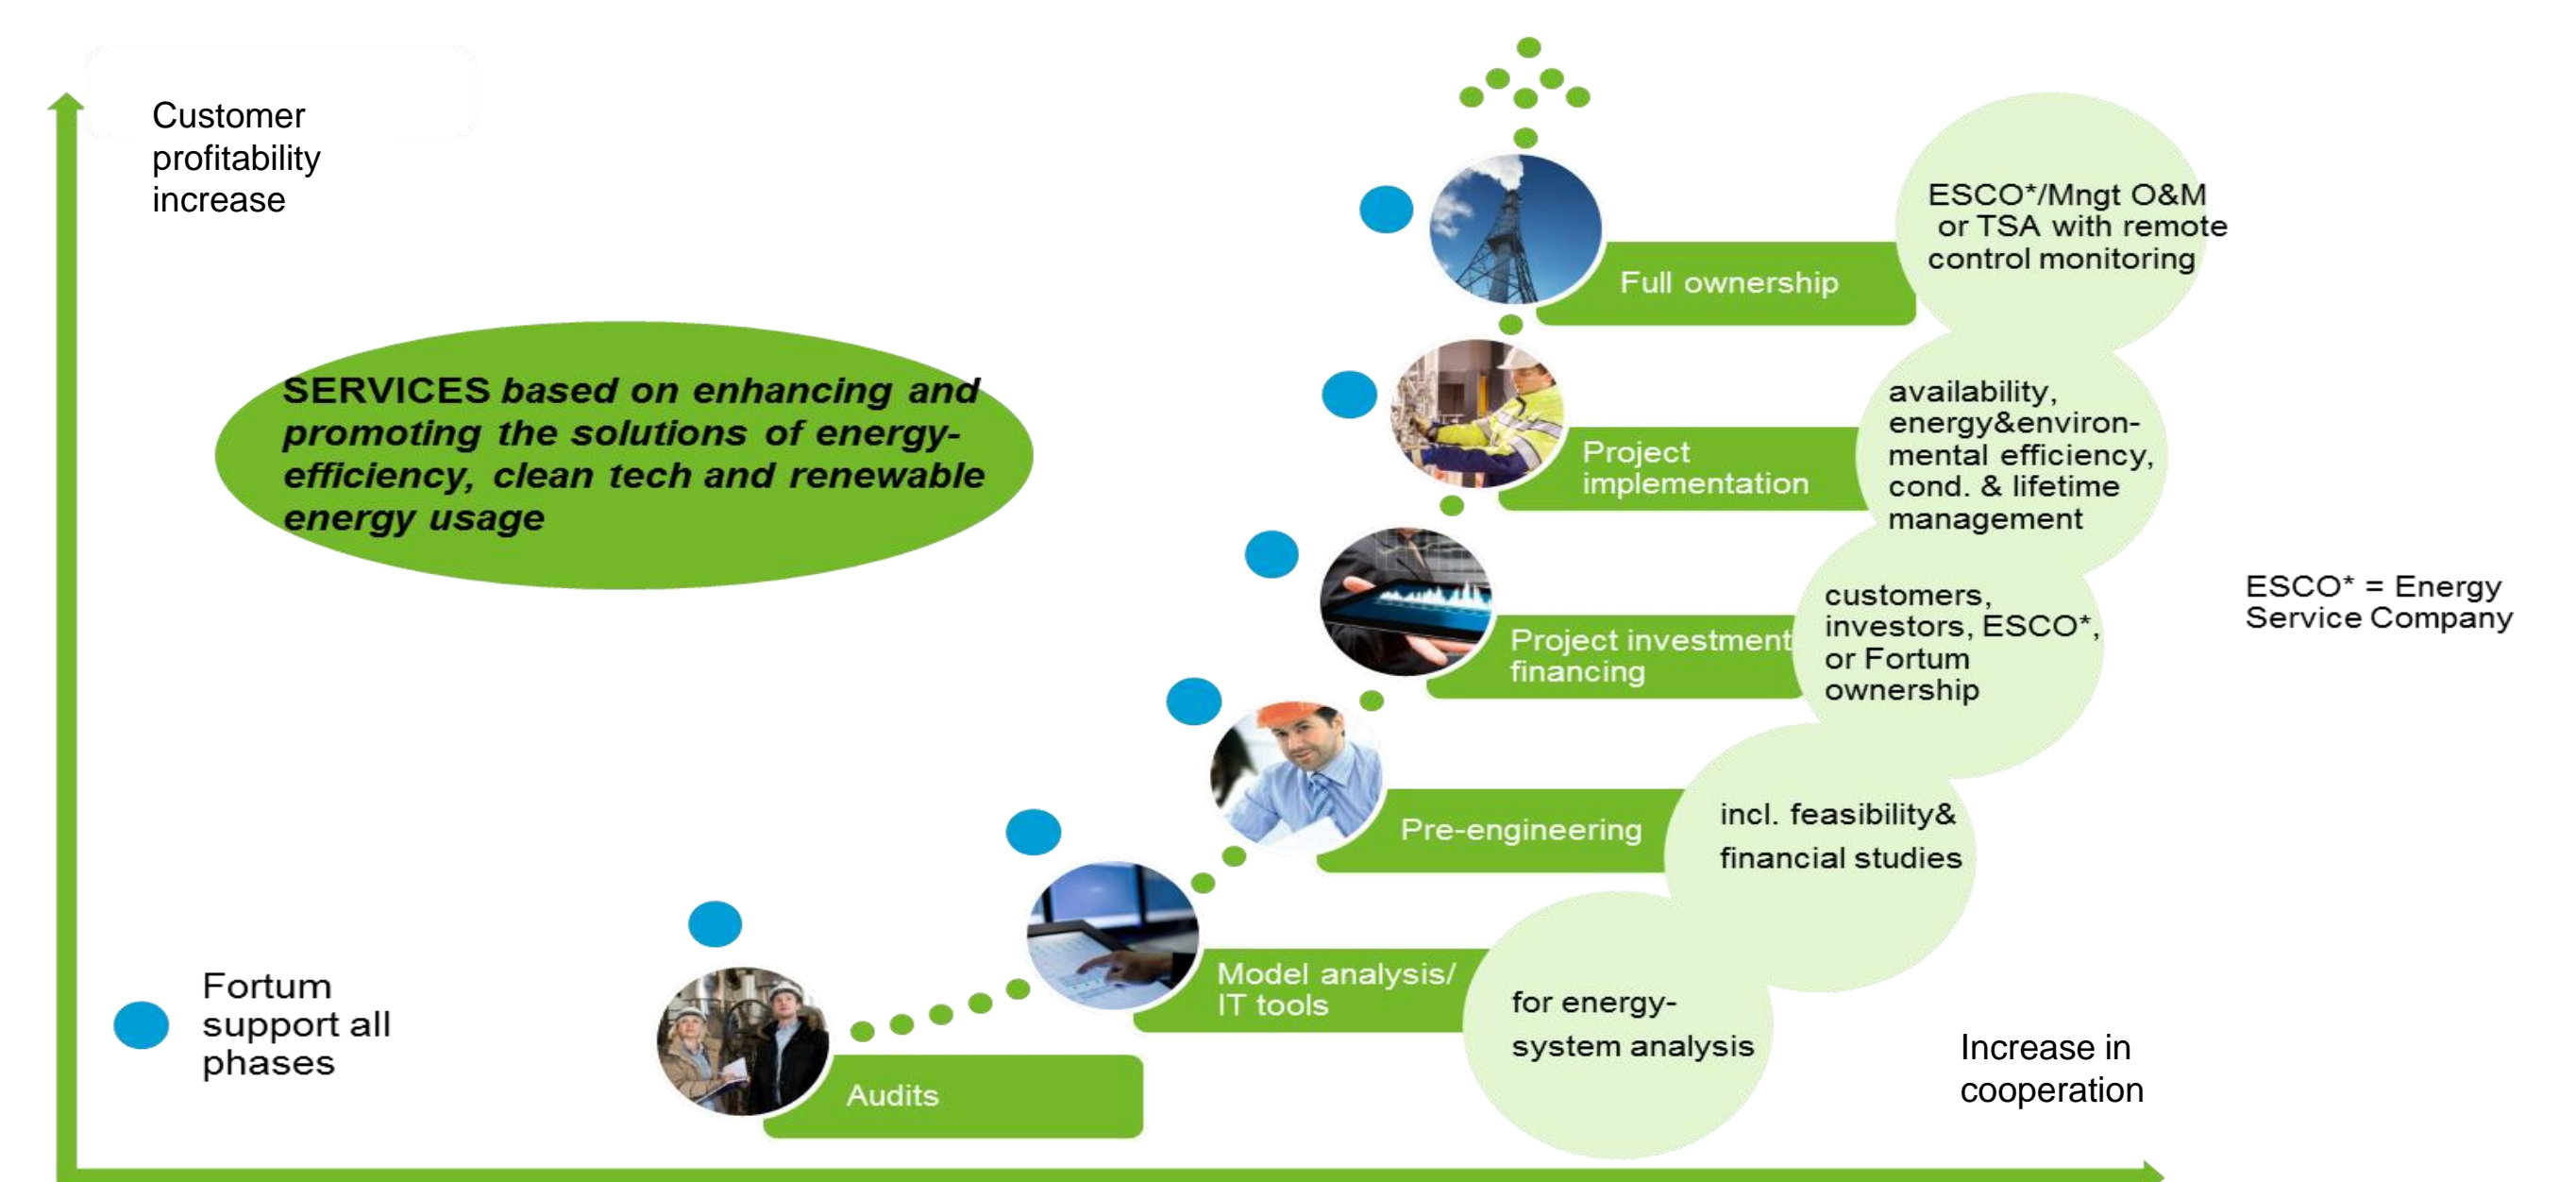 Customer
profitability
increase
ESCO*/Mngt O&M
or TSA with remote
control monitoring
Full ownership
SERVICES based on enhancing and
promoting the solutions of energy-
efficiency, clean tech and renewable
energy usage
availability,
energy&environ-
mental efficiency,
cond. & lifetime
management
Project
implementation
customers,
investors, ESCO*,
or Fortum
ownership
Project investment
financing
ESCO* = Energy
Service Company
incl. feasibility&
financial studies
Pre-engineering
Model analysis/
IT tools
for energy-
system analysis
Fortum
support all
phases
Increase in
cooperation
Audits